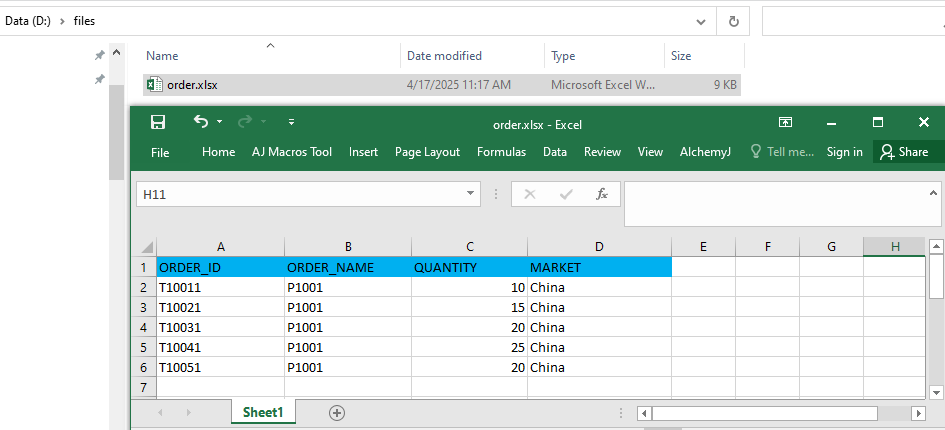 Data (D:) > files
Name Date modified Type Size
order.xlsx 4/17/2025 11:17 AM Microsoft Excel W... 9 KB
order.xlsx - Excel
File Home AJ Macros Tool Insert Page Layout Formulas Data Review View AlchemyJ Tell me... Sign in Share
H11 fx
A B C D E F G H
1 ORDER_ID ORDER_NAME QUANTITY MARKET
2 T10011 P1001 10 China
3 T10021 P1001 15 China
4 T10031 P1001 20 China
5 T10041 P1001 25 China
6 T10051 P1001 20 China
7
Sheet1